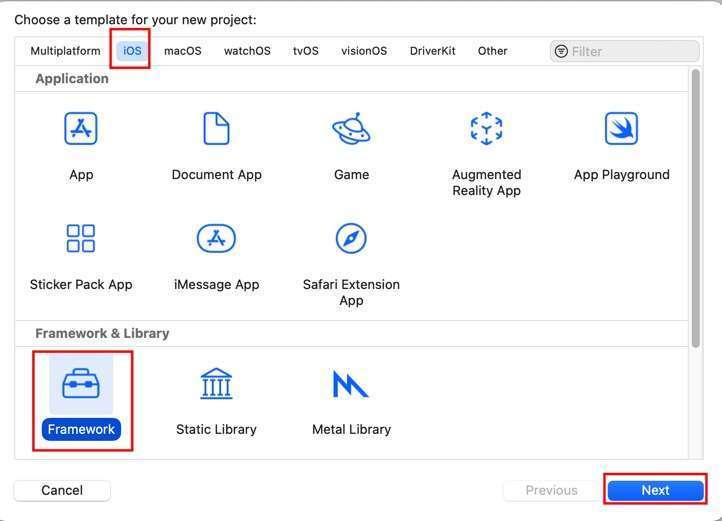 Choose a template for your new project:
Multiplatform iOS macOS watchOS tvOS visionOS DriverKit Other Filter
Application
App Document App Game Augmented Reality App App Playground
Sticker Pack App iMessage App Safari Extension App
Framework & Library
Framework Static Library Metal Library
Cancel Previous Next